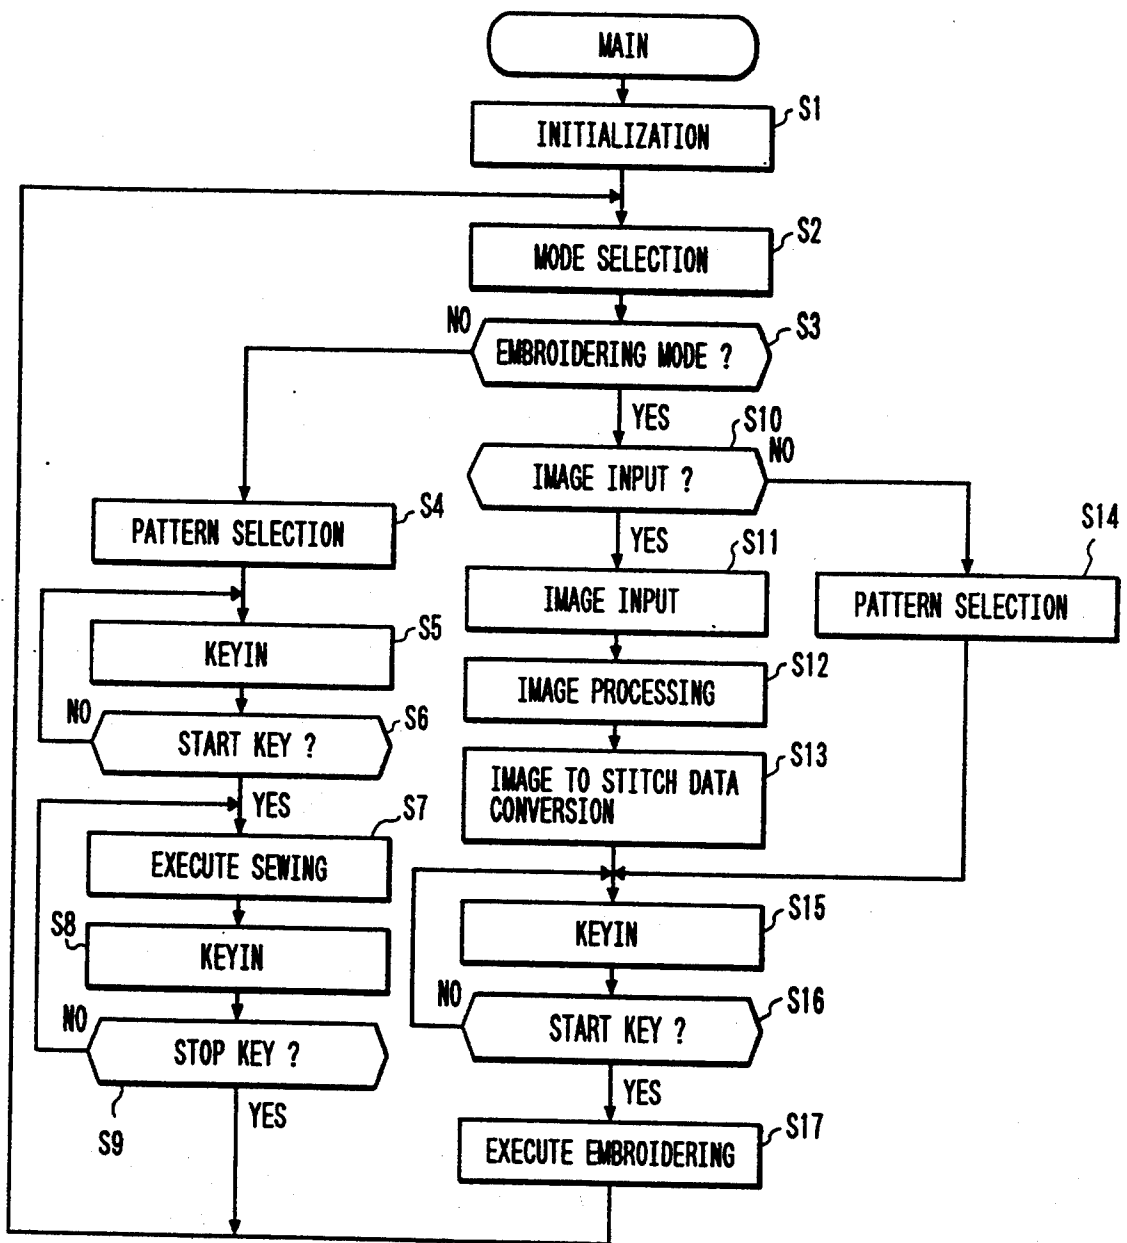 MAIN
S1
INITIALIZATION
S2
MODE SELECTION
S3
NO
EMBROIDERING MODE ?
YES
S10
NO
IMAGE INPUT ?
S4
PATTERN SELECTION
YES
S11
S14
IMAGE INPUT
PATTERN SELECTION
S5
KEYIN
S12
IMAGE PROCESSING
NO
S6
START KEY ?
S13
IMAGE TO STITCH DATA
CONVERSION
YES
S7
EXECUTE SEWING
S15
KEYIN
S8
KEYIN
NO
S16
START KEY ?
NO
STOP KEY ?
YES
YES
S9
S17
EXECUTE EMBROIDERING